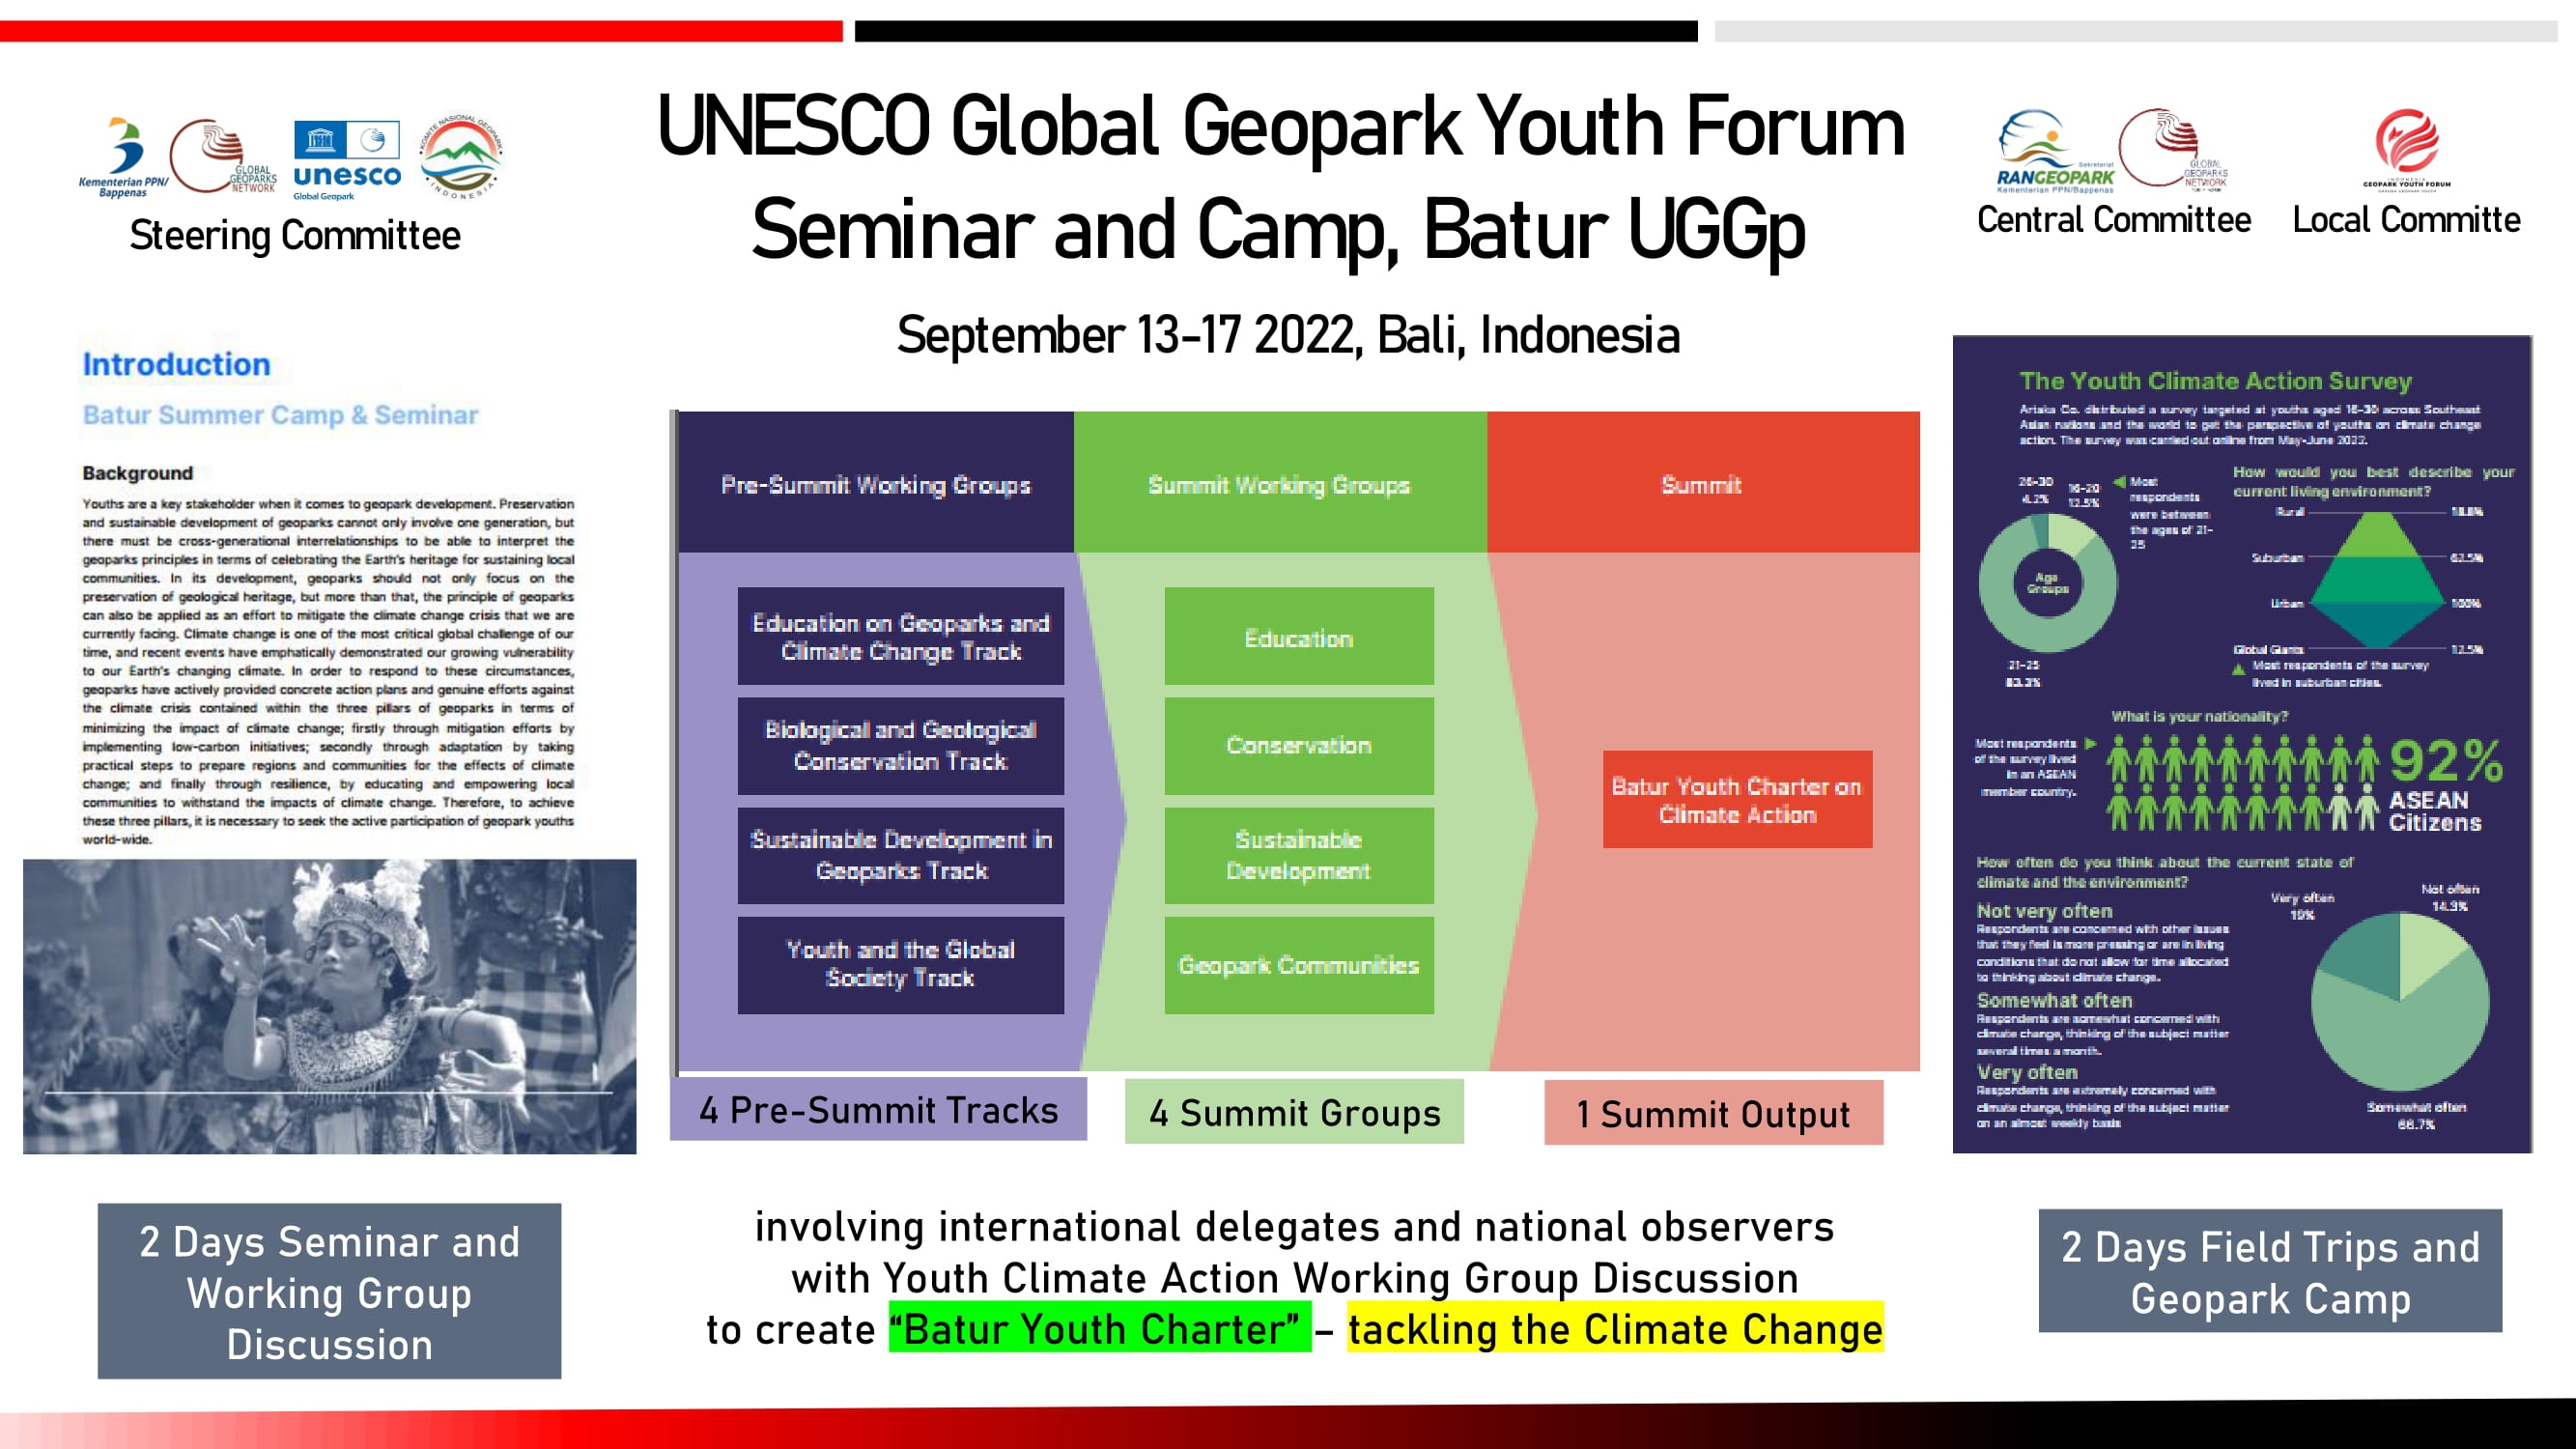 Kementerian PPN/
Bappenas
GLOBAL
GEOPARKS
NETWORK
unesco
Global Geopark
KOMITE NASIONAL GEOPARK
INDONESIA
Steering Committee
UNESCO Global Geopark Youth Forum
Seminar and Camp, Batur UGGp
September 13-17 2022, Bali, Indonesia
Sekretariat
RANGEOPARK
Kementerian PPN/Bappenas
GLOBAL
GEOPARKS
NETWORK
Central Committee
INDONESIA
GEOPARK YOUTH FORUM
Local Committe
Introduction
Batur Summer Camp & Seminar
Background
Youths are a key stakeholder when it comes to geopark development. Preservation
and sustainable development of geoparks cannot only involve one generation, but
there must be cross-generational interrelationships to be able to interpret the
geoparks principles in terms of celebrating the Earth's heritage for sustaining local
communities. In its development, geoparks should not only focus on the
preservation of geological heritage, but more than that, the principle of geoparks
can also be applied as an effort to mitigate the climate change crisis that we are
currently facing. Climate change is one of the most critical global challenge of our
time, and recent events have emphatically demonstrated our growing vulnerability
to our Earth's changing climate. In order to respond to these circumstances,
geoparks have actively provided concrete action plans and genuine efforts against
the climate crisis contained within the three pillars of geoparks in terms of
minimizing the impact of climate change; firstly through mitigation efforts by
implementing low-carbon initiatives; secondly through adaptation by taking
practical steps to prepare regions and communities for the effects of climate
change; and finally through resilience, by educating and empowering local
communities to withstand the impacts of climate change. Therefore, to achieve
these three pillars, it is necessary to seek the active participation of geopark youths
world-wide.
Pre-Summit Working Groups
Education on Geoparks and
Climate Change Track
Biological and Geological
Conservation Track
Sustainable Development in
Geoparks Track
Youth and the Global
Society Track
4 Pre-Summit Tracks
Summit Working Groups
Education
Conservation
Sustainable
Development
Geopark Communities
4 Summit Groups
Summit
Batur Youth Charter on
Climate Action
1 Summit Output
The Youth Climate Action Survey
Artaka Co. distributed a survey targeted at youths aged 16-30 across Southeast
Asian nations and the world to get the perspective of youths on climate change
action. The survey was carried out online from May-June 2022.
26-30
4.2%
16-20
12.5%
Most
respondents
were between
the ages of 21-
25
Age
Groups
21-25
83.3%
How would you best describe your
current living environment?
Rural
18.8%
Suburban
62.5%
Urban
100%
Global Giants
12.5%
Most respondents of the survey
lived in suburban cities.
What is your nationality?
Most respondents
of the survey lived
in an ASEAN
member country.
92%
ASEAN
Citizens
How often do you think about the current state of
climate and the environment?
Not very often
Respondents are concerned with other issues
that they feel is more pressing or are in living
conditions that do not allow for time allocated
to thinking about climate change.
Somewhat often
Respondents are somewhat concerned with
climate change, thinking of the subject matter
several times a month.
Very often
Respondents are extremely concerned with
climate change, thinking of the subject matter
on an almost weekly basis
Very often
19%
Not often
14.3%
Somewhat often
66.7%
2 Days Seminar and
Working Group
Discussion
involving international delegates and national observers
with Youth Climate Action Working Group Discussion
to create “Batur Youth Charter” – tackling the Climate Change
2 Days Field Trips and
Geopark Camp